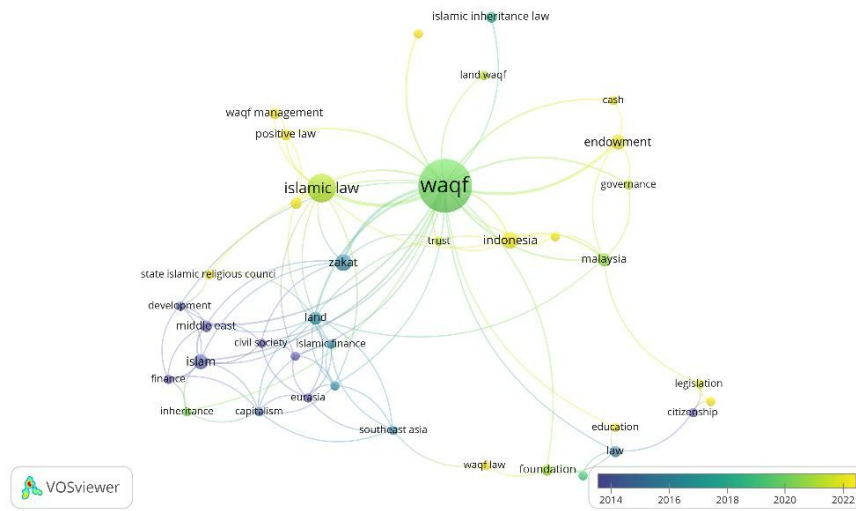 islamic inheritance law
land waqf
cash
waqf management
positive law
endowment
waqf
islamic law
governance
trust
indonesia
malaysia
zakat
state islamic religious counci
development
middle east
land
civil society
islamic finance
islam
finance
eurasia
inheritance
capitalism
southeast asia
legislation
citizenship
education
law
waqf law
foundation
VOSviewer
2014 2016 2018 2020 2022